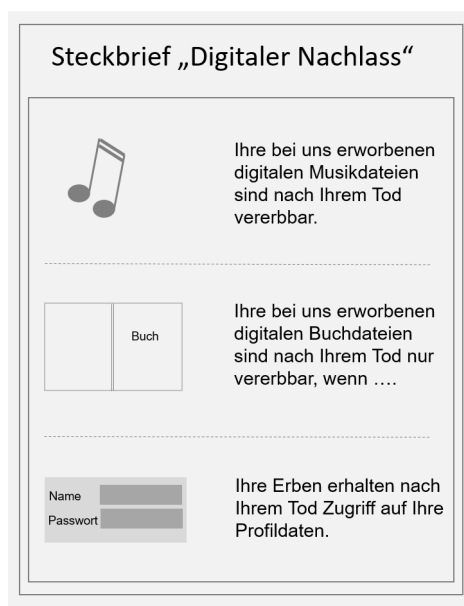 Steckbrief „Digitaler Nachlass“
Ihre bei uns erworbenen
digitalen Musikdateien
sind nach Ihrem Tod
vererbbar.
Buch
Ihre bei uns erworbenen
digitalen Buchdateien
sind nach Ihrem Tod nur
vererbbar, wenn ….
Name
Passwort
Ihre Erben erhalten nach
Ihrem Tod Zugriff auf Ihre
Profildaten.